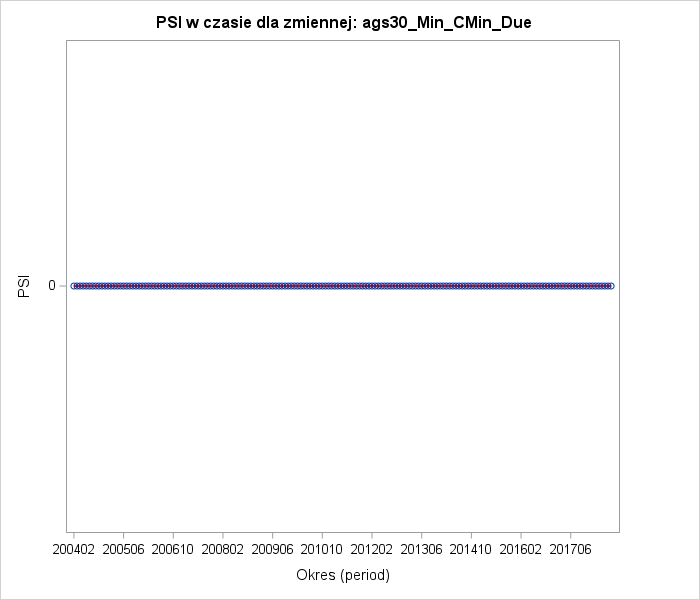 PSI w czasie dla zmiennej: ags30_Min_CMin_Due
PSI
0
200402 200506 200610 200802 200906 201010 201202 201306 201410 201602 201706
Okres (period)